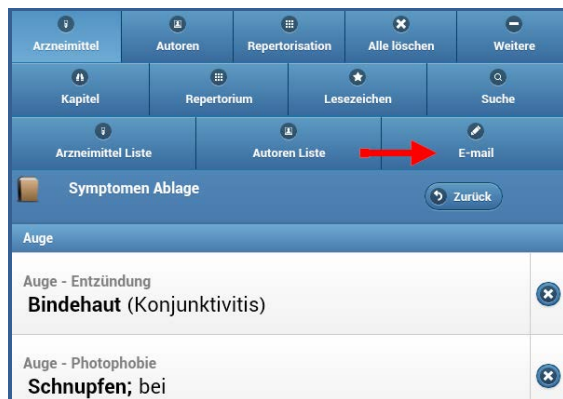 Arzneimittel Autoren Repertorisation Alle löschen Weitere
Kapitel Repertorium Lesezeichen Suche
Arzneimittel Liste Autoren Liste E-mail
Symptomen Ablage Zurück
Auge
Auge - Entzündung
Bindehaut (Konjunktivitis)
Auge - Photophobie
Schnupfen; bei